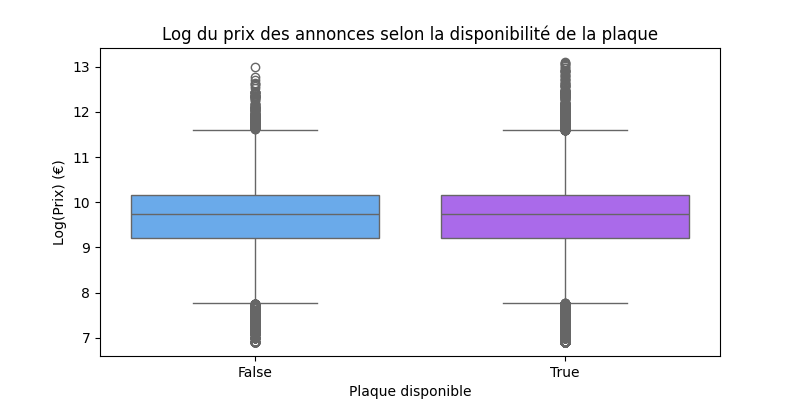 Log du prix des annonces selon la disponibilité de la plaque
13
12
11
10
9
8
7
Log(Prix) (€)
False
True
Plaque disponible